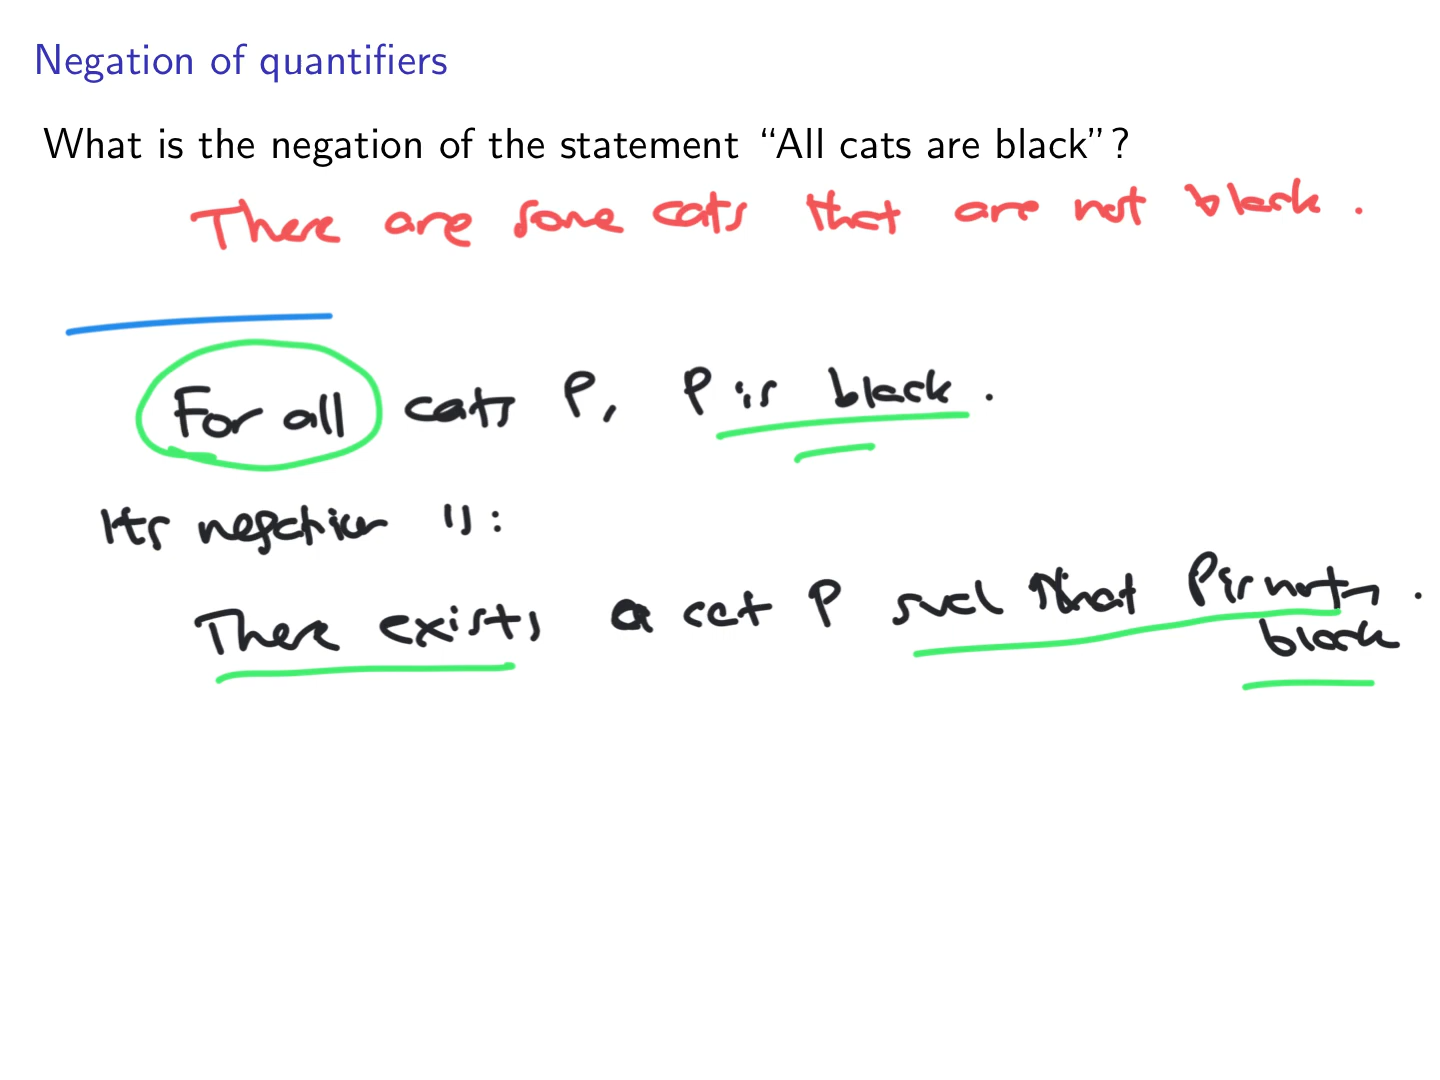 Negation of quantifiers
What is the negation of the statement “All cats are black”?
There are some cats that are not black.
For all cats P, P is black.
Its negation is:
There exists a cat P such that P is not .
black